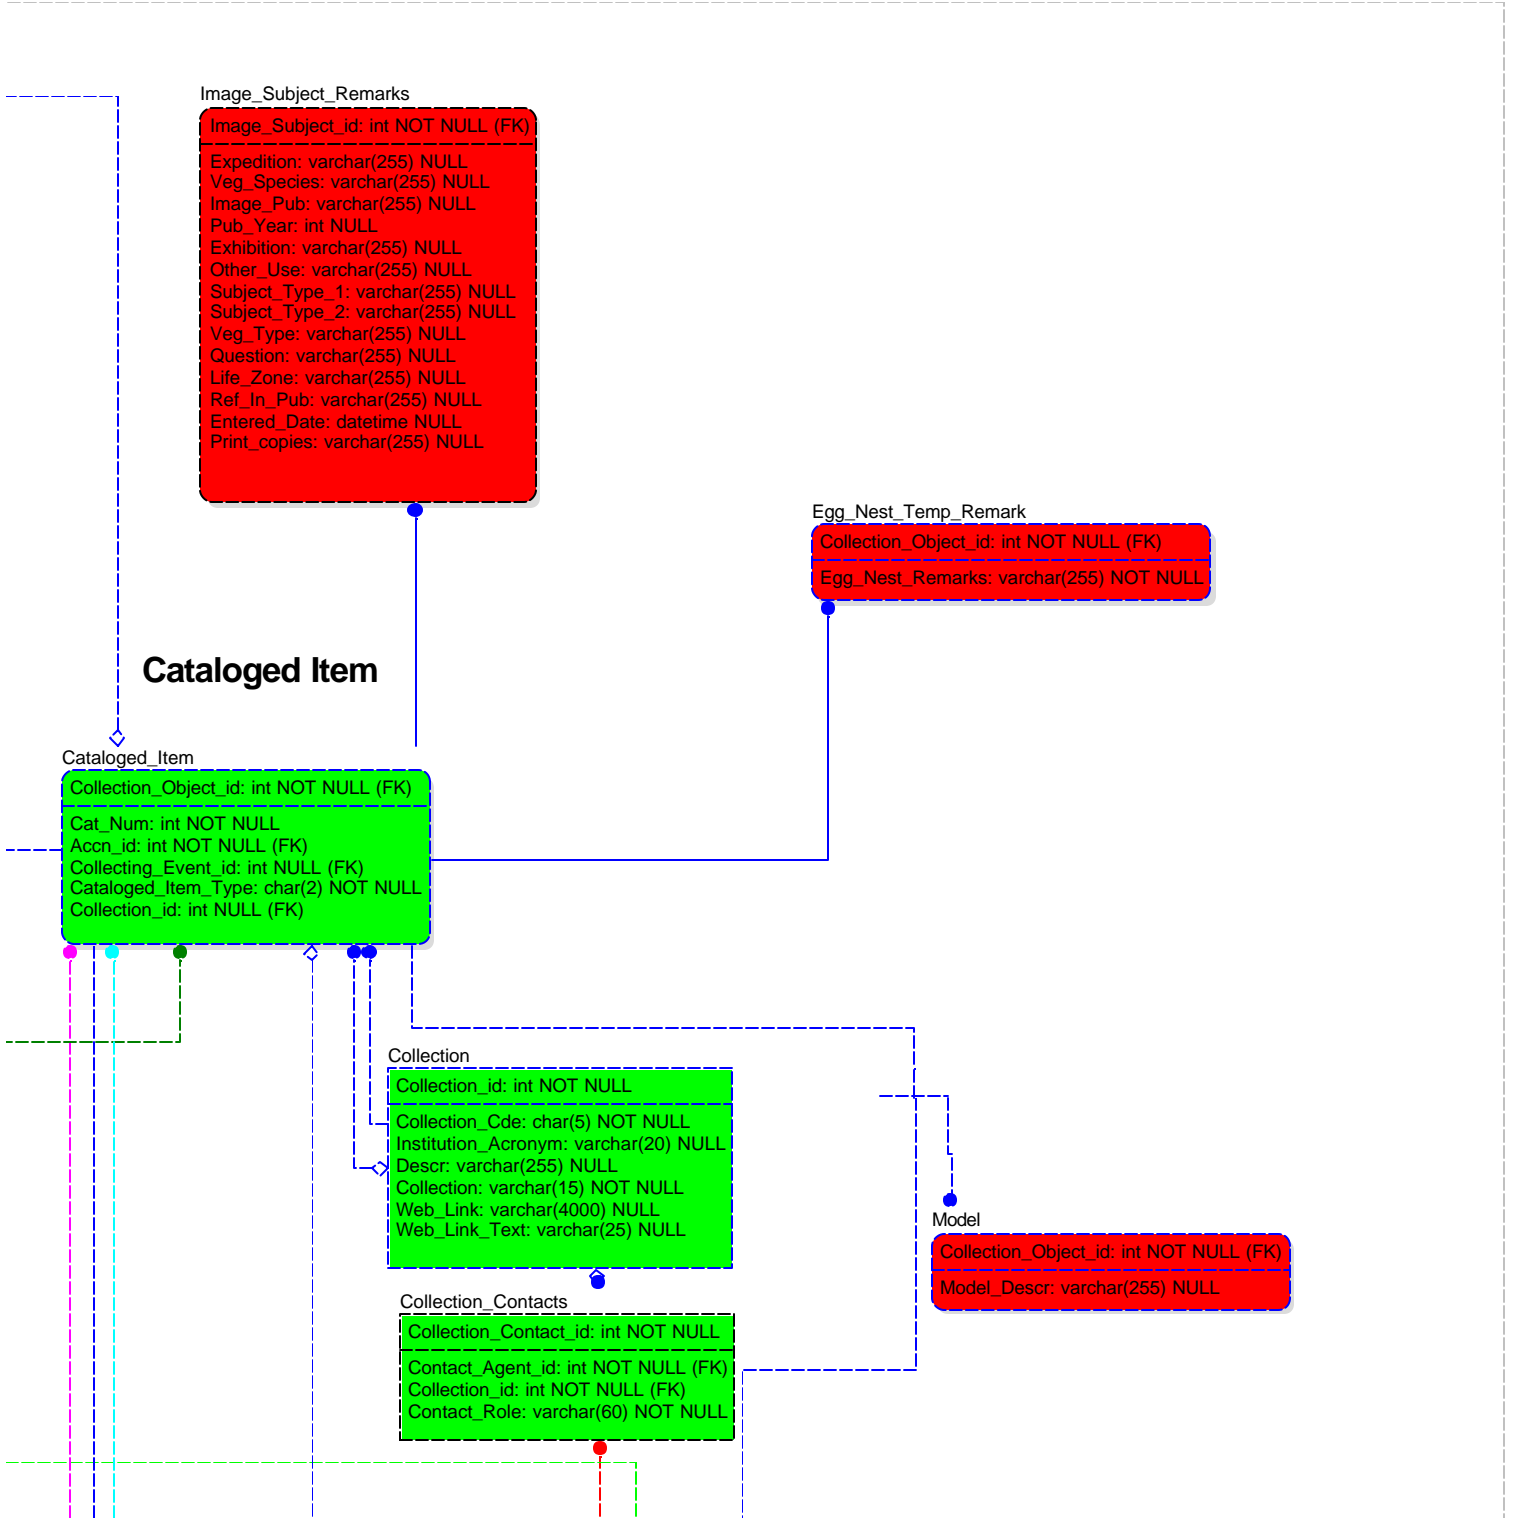 Image_Subject_Remarks
Image_Subject_id: int NOT NULL (FK)
Expedition: varchar(255) NULL
Veg_Species: varchar(255) NULL
Image_Pub: varchar(255) NULL
Pub_Year: int NULL
Exhibition: varchar(255) NULL
Other_Use: varchar(255) NULL
Subject_Type_1: varchar(255) NULL
Subject_Type_2: varchar(255) NULL
Veg_Type: varchar(255) NULL
Question: varchar(255) NULL
Life_Zone: varchar(255) NULL
Ref_In_Pub: varchar(255) NULL
Entered_Date: datetime NULL
Print_copies: varchar(255) NULL
Egg_Nest_Temp_Remark
Collection_Object_id: int NOT NULL (FK)
Egg_Nest_Remarks: varchar(255) NOT NULL
Cataloged Item
Cataloged_Item
Collection_Object_id: int NOT NULL (FK)
Cat_Num: int NOT NULL
Accn_id: int NOT NULL (FK)
Collecting_Event_id: int NULL (FK)
Cataloged_Item_Type: char(2) NOT NULL
Collection_id: int NULL (FK)
Collection
Collection_id: int NOT NULL
Collection_Cde: char(5) NOT NULL
Institution_Acronym: varchar(20) NULL
Descr: varchar(255) NULL
Collection: varchar(15) NOT NULL
Web_Link: varchar(4000) NULL
Web_Link_Text: varchar(25) NULL
Model
Collection_Object_id: int NOT NULL (FK)
Model_Descr: varchar(255) NULL
Collection_Contacts
Collection_Contact_id: int NOT NULL
Contact_Agent_id: int NOT NULL (FK)
Collection_id: int NOT NULL (FK)
Contact_Role: varchar(60) NOT NULL